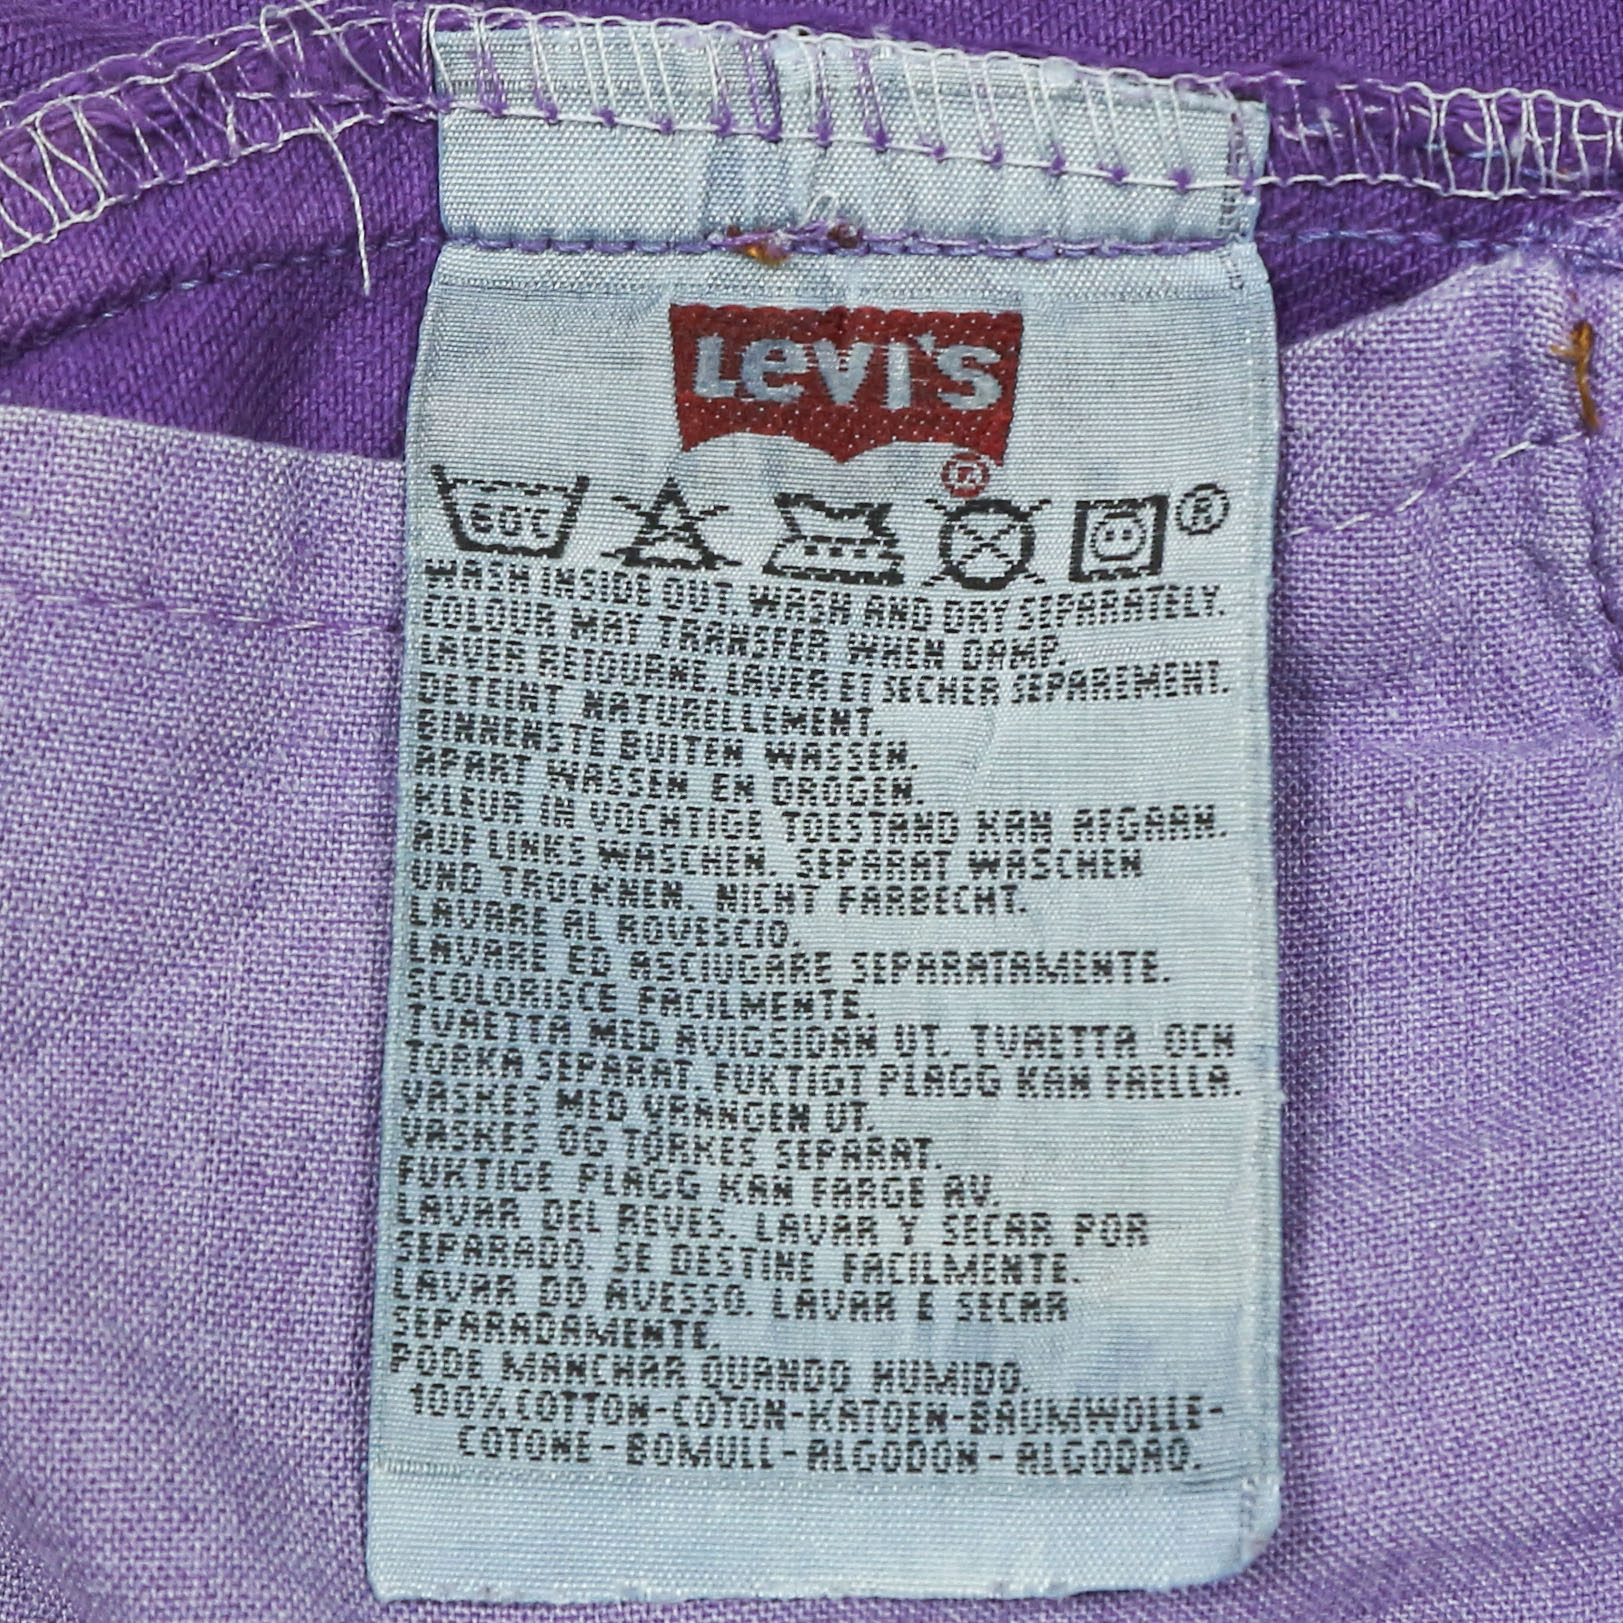 LEVI'S
®
60°C
®
WASH INSIDE OUT. WASH AND DRY SEPARATELY.
COLOUR MAY TRANSFER WHEN DAMP.
LAVER RETOURNE. LAVER ET SECHER SEPAREMENT.
DETEINT NATURELLEMENT.
BINNENSTE BUITEN WASSEN.
APART WASSEN EN DROGEN.
KLEUR IN VOCHTIGE TOESTAND KAN AFGAAN.
AUF LINKS WASCHEN. SEPARAT WASCHEN
UND TROCKNEN. NICHT FARBECHT.
LAVARE AL ROVESCIO.
LAVARE ED ASCIUGARE SEPARATAMENTE.
SCOLORISCE FACILMENTE.
TVAETTA MED AVIGSIDAN UT. TVAETTA OCH
TORKA SEPARAT. FUKTIGT PLAGG KAN FAELLA.
VASKES MED VRANGEN UT.
VASKES OG TORKES SEPARAT.
FUKTIGE PLAGG KAN FARGE AV.
LAVAR DEL REVES. LAVAR Y SECAR POR
SEPARADO. SE DESTINE FACILMENTE.
LAVAR DO AVESSO. LAVAR E SECAR
SEPARADAMENTE.
PODE MANCHAR QUANDO HUMIDO.
100% COTTON-COTON-KATOEN-BAUMWOLLE-
COTONE-BOMULL-ALGODON-ALGODAO.